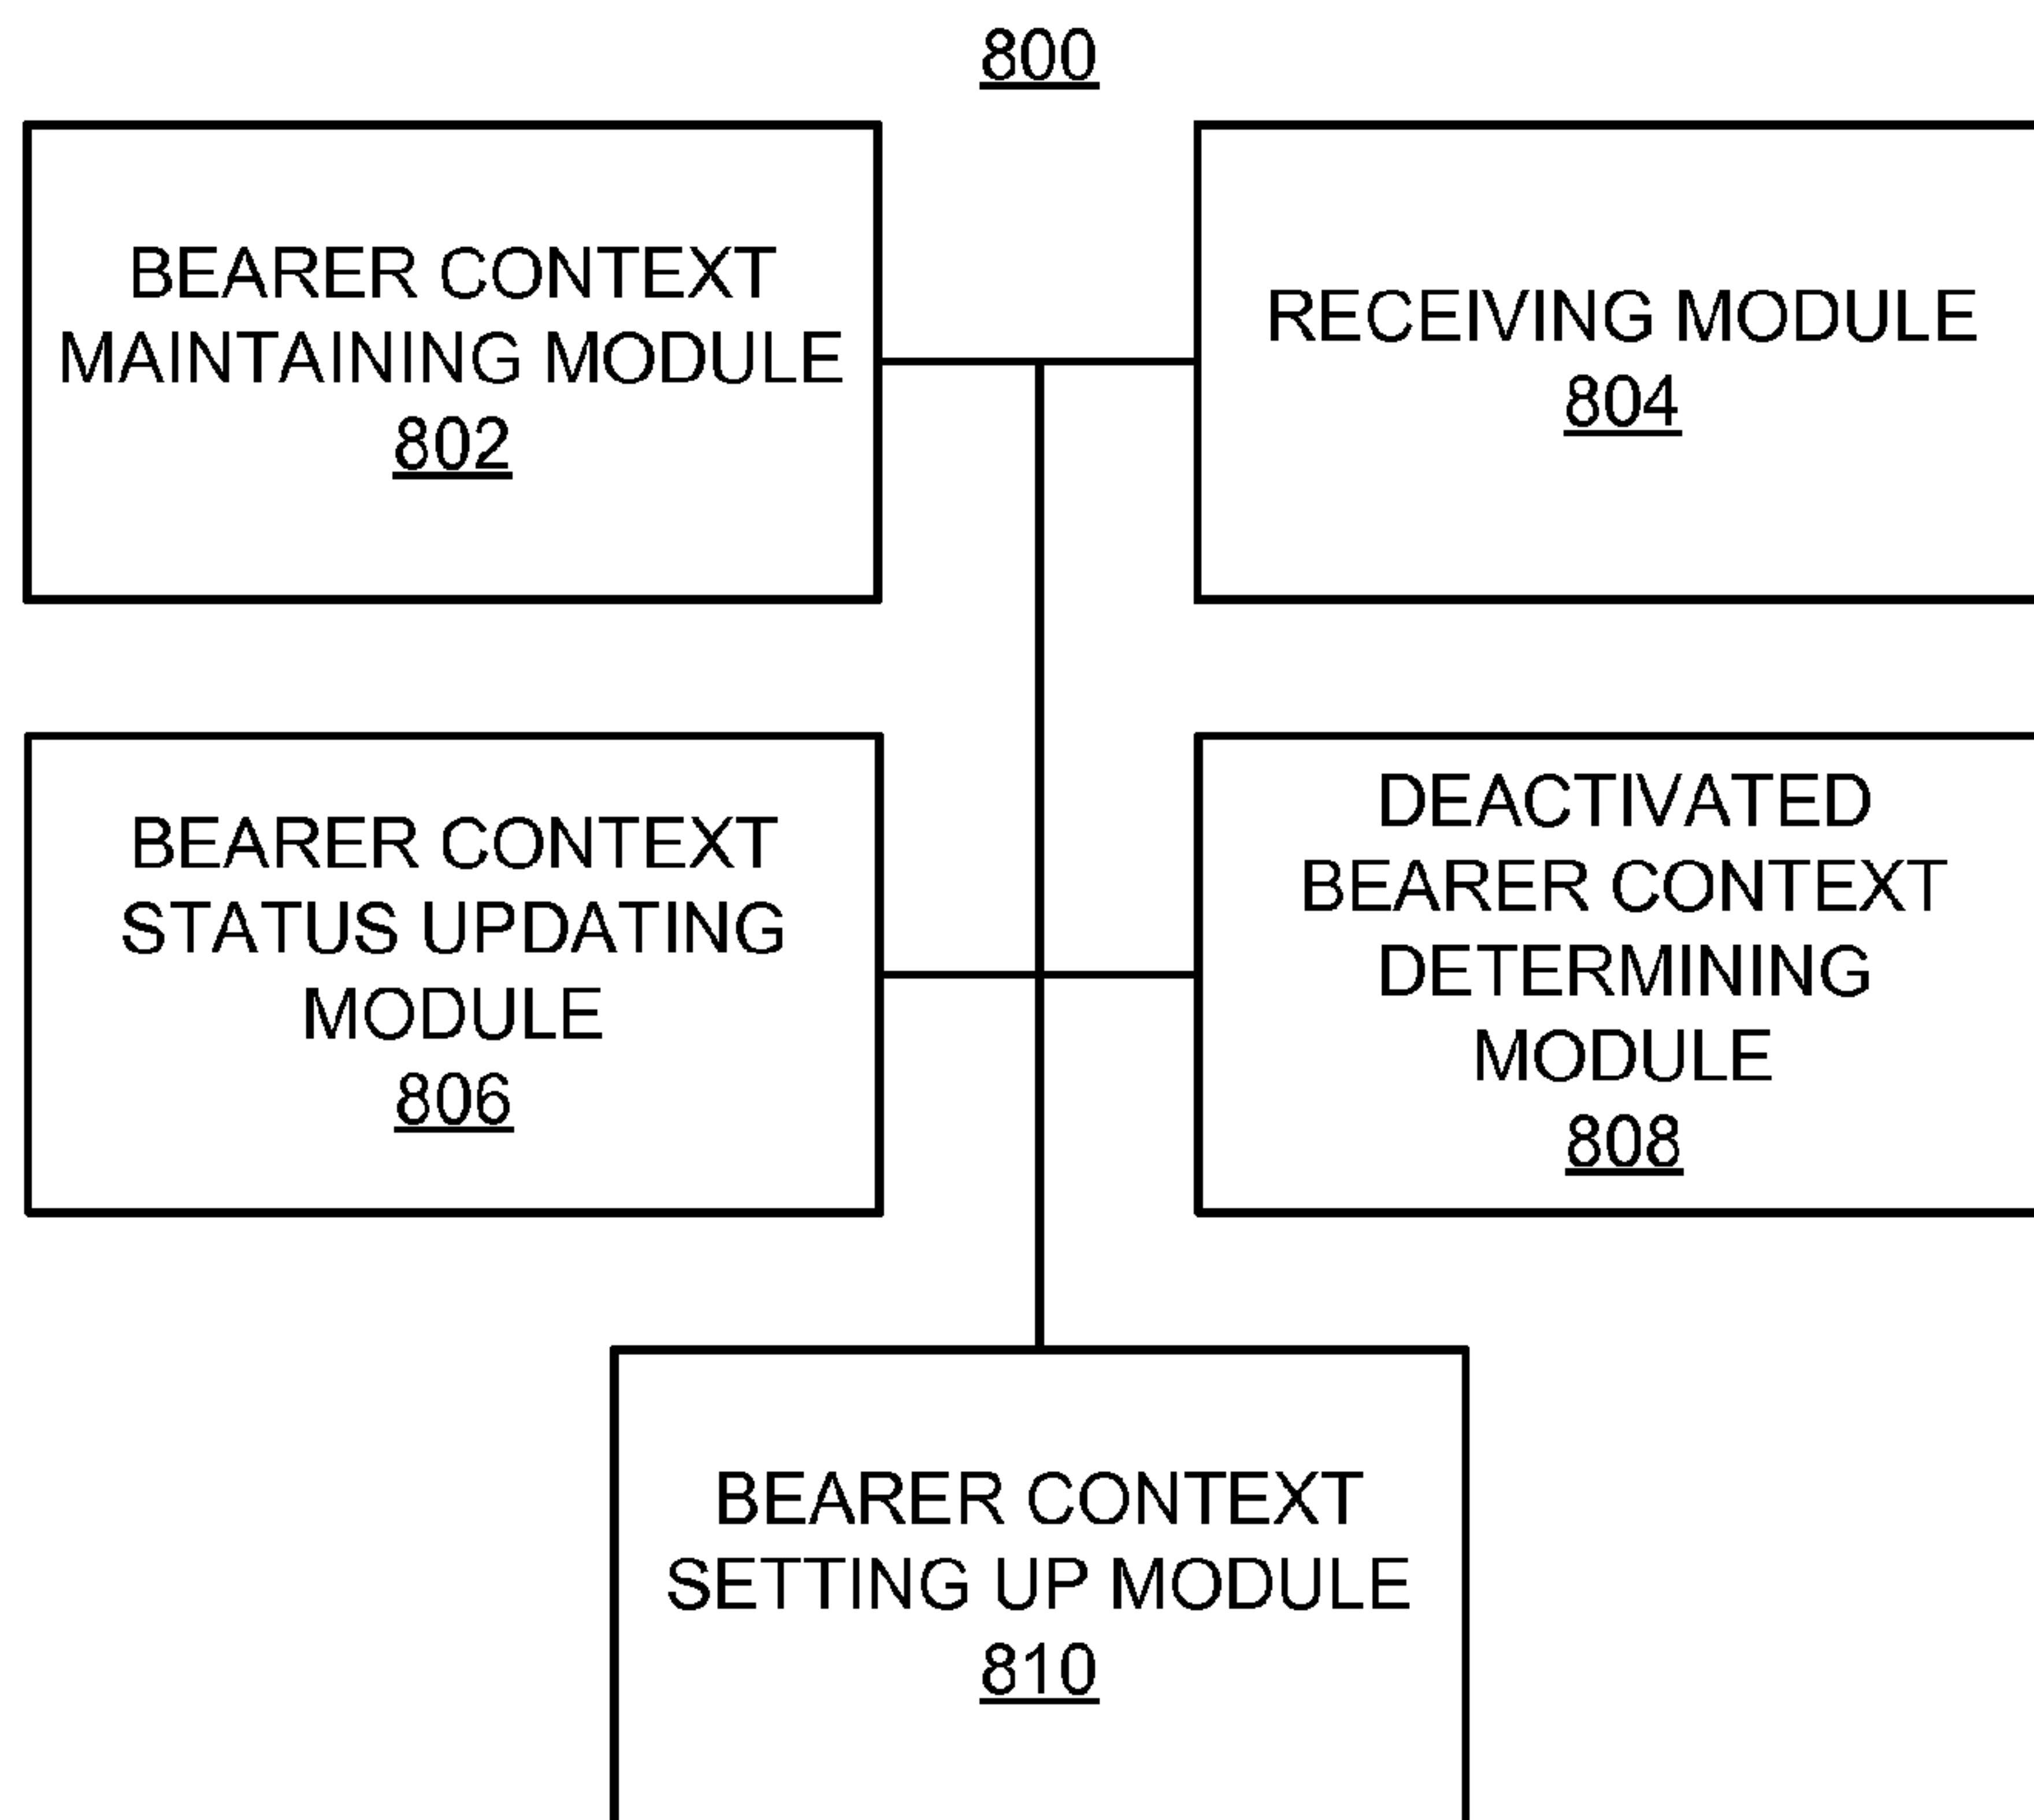 800
BEARER CONTEXT
MAINTAINING MODULE
802
RECEIVING MODULE
804
BEARER CONTEXT
STATUS UPDATING
MODULE
806
DEACTIVATED
BEARER CONTEXT
DETERMINING
MODULE
808
BEARER CONTEXT
SETTING UP MODULE
810